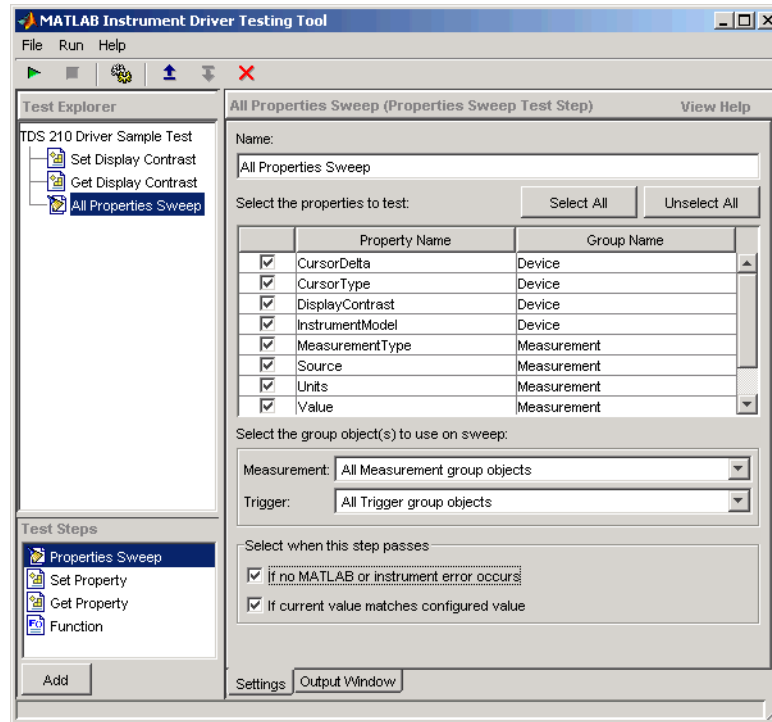 MATLAB Instrument Driver Testing Tool
File Run Help
Test Explorer
TDS 210 Driver Sample Test
Set Display Contrast
Get Display Contrast
All Properties Sweep
Test Steps
Properties Sweep
Set Property
Get Property
Function
Add
All Properties Sweep (Properties Sweep Test Step) View Help
Name:
All Properties Sweep
Select the properties to test: Select All Unselect All
Property Name Group Name
CursorDelta Device
CursorType Device
DisplayContrast Device
InstrumentModel Device
MeasurementType Measurement
Source Measurement
Units Measurement
Value Measurement
Select the group object(s) to use on sweep:
Measurement: All Measurement group objects
Trigger: All Trigger group objects
Select when this step passes
If no MATLAB or instrument error occurs
If current value matches configured value
Settings Output Window